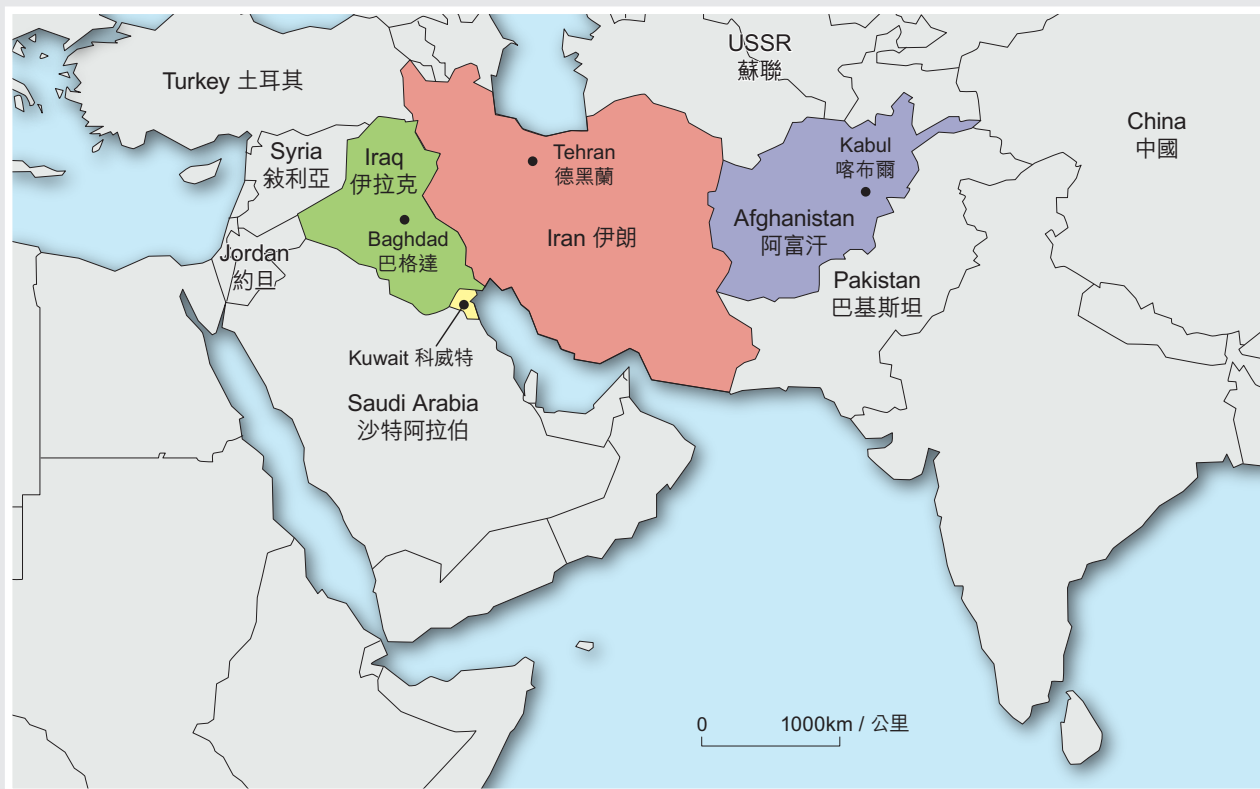 USSR
蘇聯
Turkey 土耳其
China
中國
Syria
敍利亞
Iraq
伊拉克
Tehran
德黑蘭
Kabul
喀布爾
Afghanistan
阿富汗
Baghdad
巴格達
Iran 伊朗
Jordan
約旦
Pakistan
巴基斯坦
Kuwait 科威特
Saudi Arabia
沙特阿拉伯
0 1000km / 公里